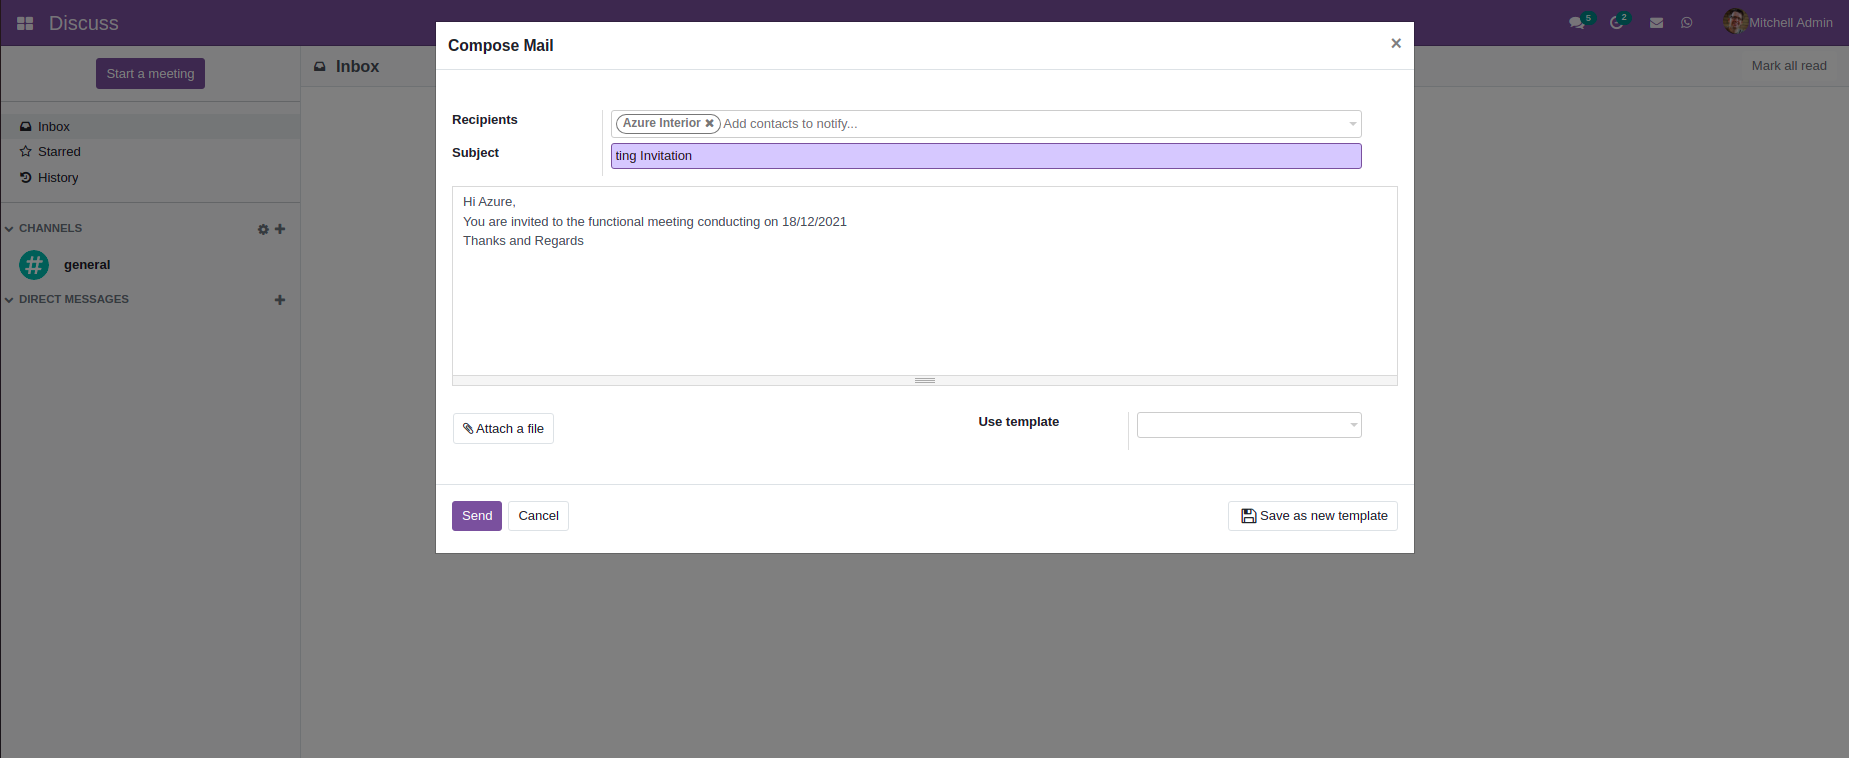 Discuss
5
2
Mitchell Admin
Start a meeting
Inbox
Starred
History
CHANNELS
general
DIRECT MESSAGES
Inbox
Mark all read
Compose Mail
×
Recipients
Azure Interior ✖ Add contacts to notify...
Subject
ting Invitation
Hi Azure,
You are invited to the functional meeting conducting on 18/12/2021
Thanks and Regards
Attach a file
Use template
Send
Cancel
Save as new template